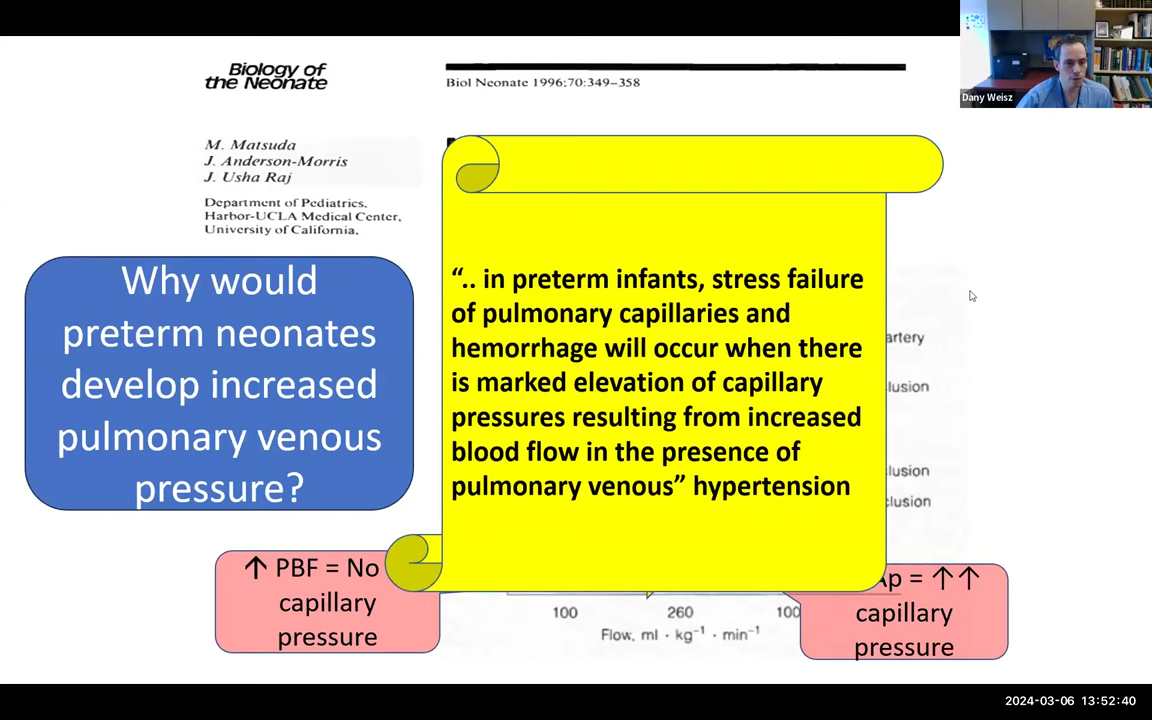 Dany Weisz
Biology of
the Neonate
Biol Neonate 1996;70:349–358
M. Matsuda
J. Anderson-Morris
J. Usha Raj
Department of Pediatrics,
Harbor-UCLA Medical Center,
University of California,
Why would
preterm neonates
develop increased
pulmonary venous
pressure?
“.. in preterm infants, stress failure
of pulmonary capillaries and
hemorrhage will occur when there
is marked elevation of capillary
pressures resulting from increased
blood flow in the presence of
pulmonary venous” hypertension
artery
clusion
clusion
clusion
↑ PBF = No
capillary
pressure
Ap = ↑↑
capillary
pressure
100 260 100
Flow, ml · kg⁻¹ · min⁻¹
2024-03-06 13:52:40